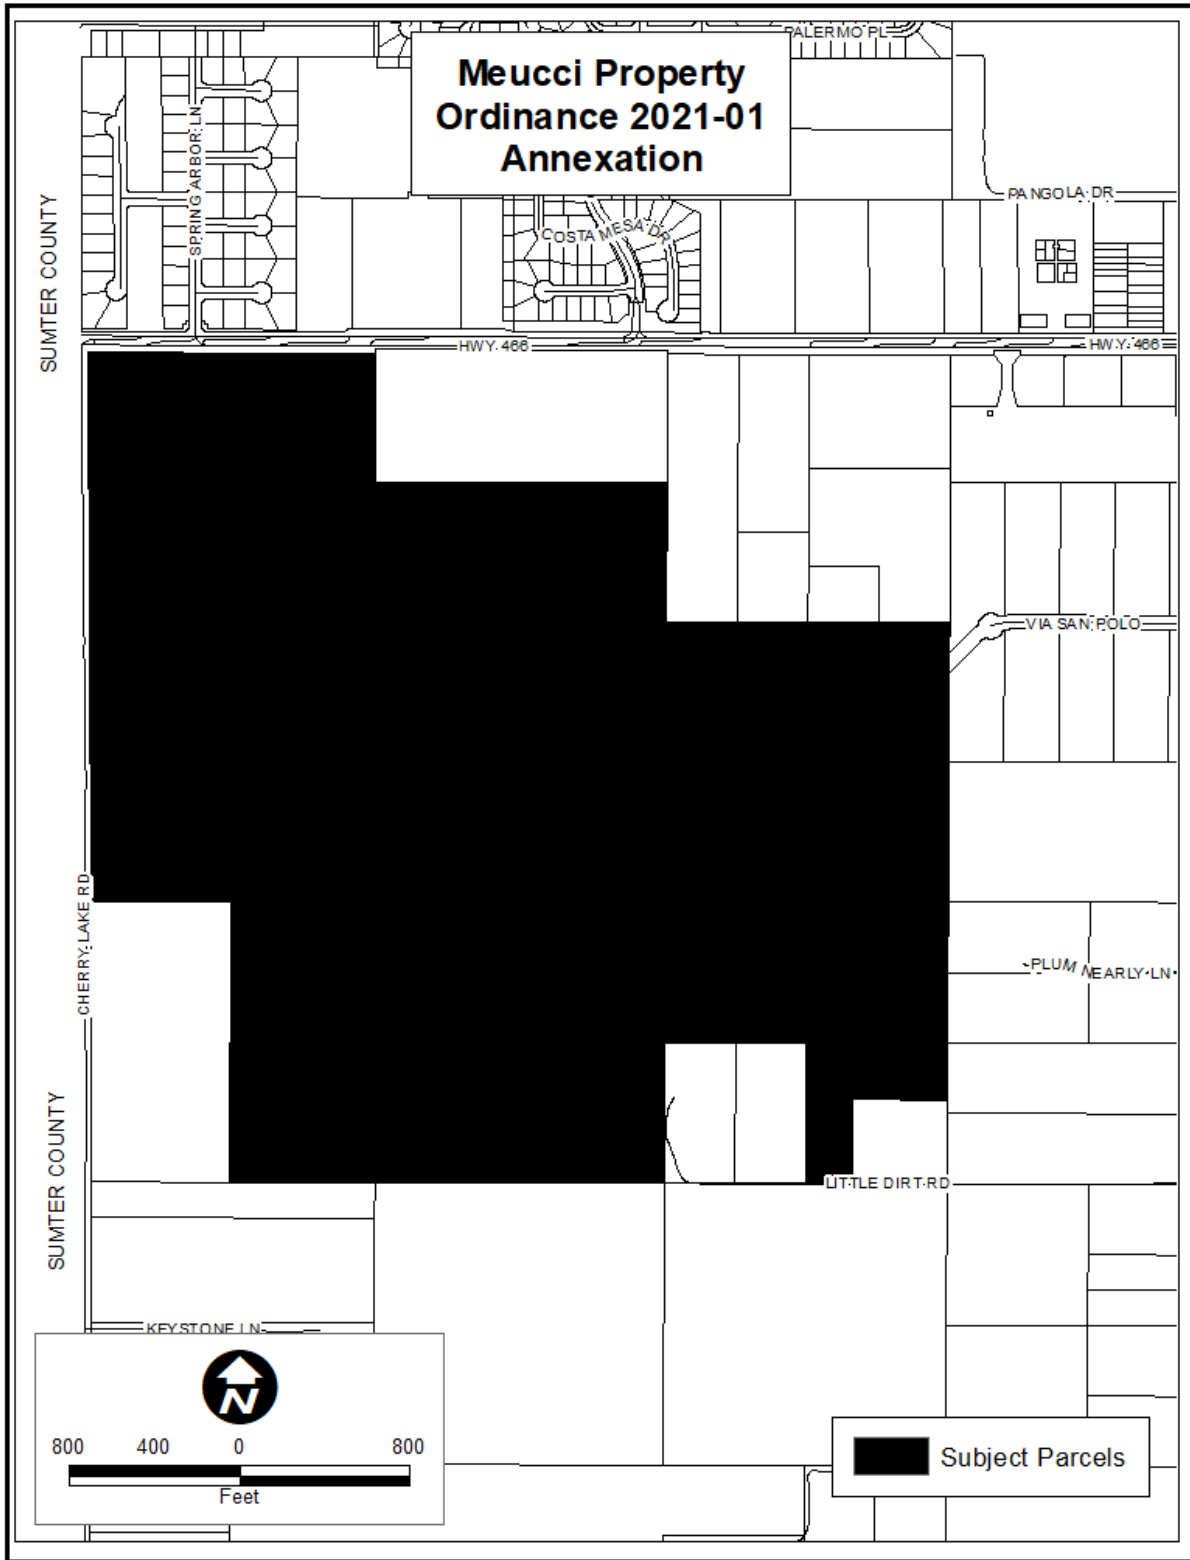 PALERMO PL
Meucci Property
Ordinance 2021-01
Annexation
SPRING ARBOR LN
PANGOLA DR
COSTA MESA DR
SUMTER COUNTY
HWY 466
HWY 466
VIA SAN POLO
CHERRY LAKE RD
PLUM NEARLY LN
SUMTER COUNTY
LITTLE DIRT RD
KEYSTONE LN
N
800 400 0 800
Feet
Subject Parcels